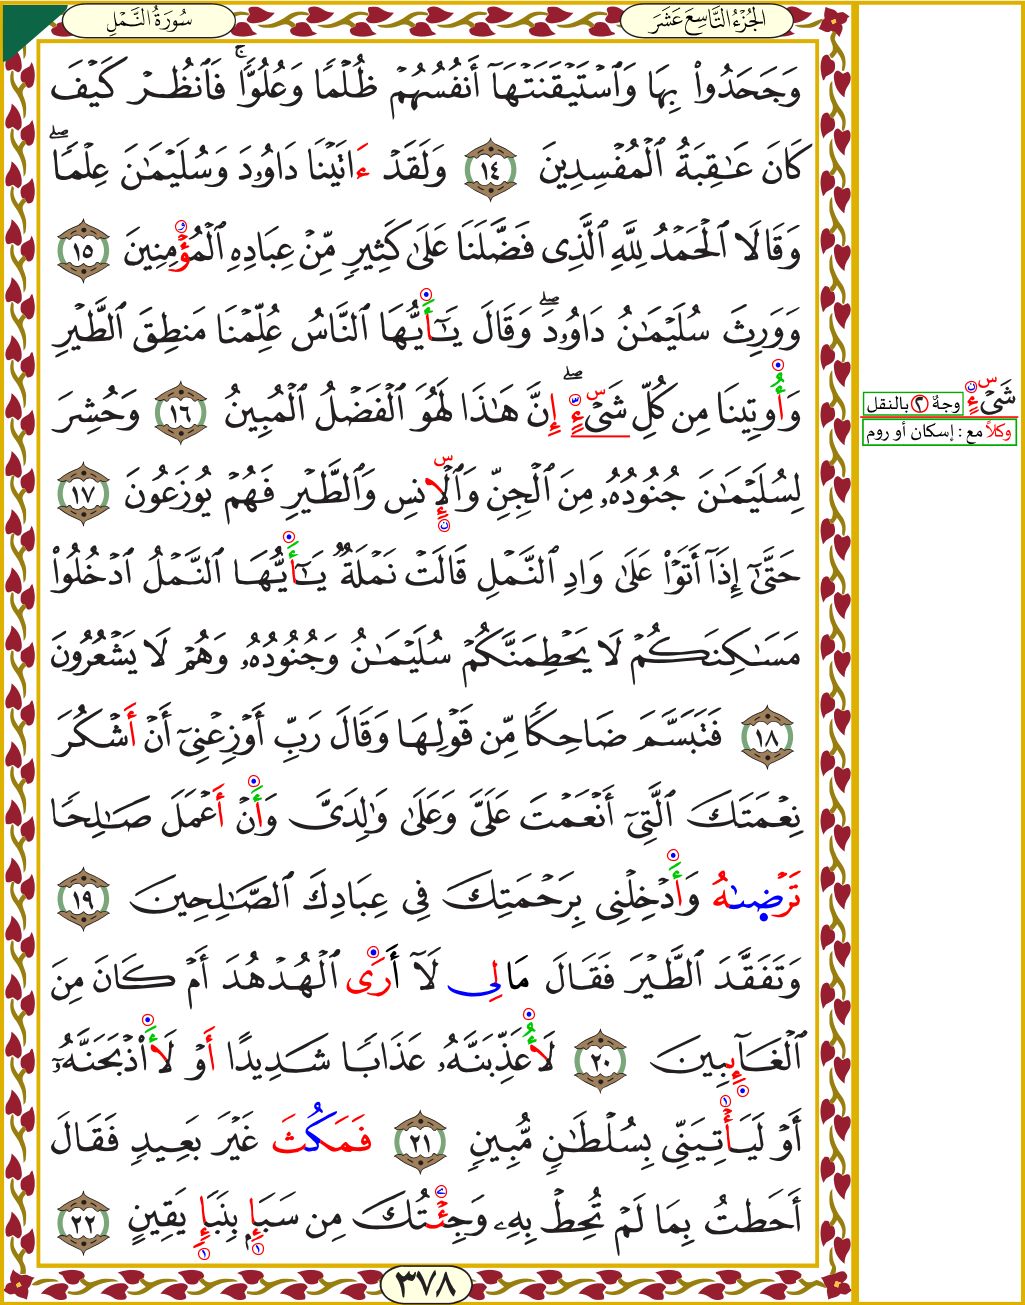 الجُزْءُ التَّاسِعَ عَشَرَ
سُورَةُ النَّمْلِ
وَجَحَدُوا۟ بِهَا وَٱسْتَيْقَنَتْهَآ أَنفُسُهُمْ ظُلْمًا وَعُلُوًّا ۚ فَٱنظُرْ كَيْفَ
كَانَ عَـٰقِبَةُ ٱلْمُفْسِدِينَ ١٤ وَلَقَدْ ءَاتَيْنَا دَاوُۥدَ وَسُلَيْمَـٰنَ عِلْمًا ۖ
وَقَالَا ٱلْحَمْدُ لِلَّهِ ٱلَّذِى فَضَّلَنَا عَلَىٰ كَثِيرٍ مِّنْ عِبَادِهِ ٱلْمُؤْمِنِينَ ١٥
وَوَرِثَ سُلَيْمَـٰنُ دَاوُۥدَ ۖ وَقَالَ يَـٰٓأَيُّهَا ٱلنَّاسُ عُلِّمْنَا مَنطِقَ ٱلطَّيْرِ
وَأُوتِينَا مِن كُلِّ شَىْءٍ ۖ إِنَّ هَـٰذَا لَهُوَ ٱلْفَضْلُ ٱلْمُبِينُ ١٦ وَحُشِرَ
لِسُلَيْمَـٰنَ جُنُودُهُۥ مِنَ ٱلْجِنِّ وَٱلْإِنسِ وَٱلطَّيْرِ فَهُمْ يُوزَعُونَ ١٧
حَتَّىٰٓ إِذَآ أَتَوْا۟ عَلَىٰ وَادِ ٱلنَّمْلِ قَالَتْ نَمْلَةٌ يَـٰٓأَيُّهَا ٱلنَّمْلُ ٱدْخُلُوا۟
مَسَـٰكِنَكُمْ لَا يَحْطِمَنَّكُمْ سُلَيْمَـٰنُ وَجُنُودُهُۥ وَهُمْ لَا يَشْعُرُونَ
١٨ فَتَبَسَّمَ ضَاحِكًا مِّن قَوْلِهَا وَقَالَ رَبِّ أَوْزِعْنِىٓ أَنْ أَشْكُرَ
نِعْمَتَكَ ٱلَّتِىٓ أَنْعَمْتَ عَلَىَّ وَعَلَىٰ وَٰلِدَىَّ وَأَنْ أَعْمَلَ صَـٰلِحًا
تَرْضَىٰهُ وَأَدْخِلْنِى بِرَحْمَتِكَ فِى عِبَادِكَ ٱلصَّـٰلِحِينَ ١٩
وَتَفَقَّدَ ٱلطَّيْرَ فَقَالَ مَا لِى لَآ أَرَى ٱلْهُدْهُدَ أَمْ كَانَ مِنَ
ٱلْغَآئِبِينَ ٢٠ لَأُعَذِّبَنَّهُۥ عَذَابًا شَدِيدًا أَوْ لَأَا۟ذْبَحَنَّهُۥٓ
أَوْ لَيَأْتِيَنِّى بِسُلْطَـٰنٍ مُّبِينٍ ٢١ فَمَكُثَ غَيْرَ بَعِيدٍ فَقَالَ
أَحَطتُ بِمَا لَمْ تُحِطْ بِهِۦ وَجِئْتُكَ مِن سَبَإٍ بِنَبَإٍ يَقِينٍ ٢٢
٣٧٨
شَىْءٍ وجهٌ ٢ بالنقل
وكلاً مع : إسكان أو روم